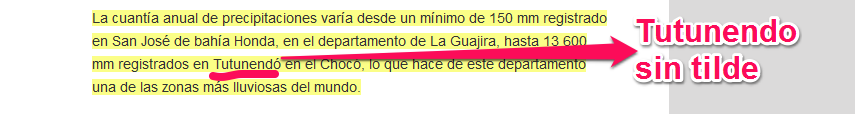 La cuantía anual de precipitaciones varía desde un mínimo de 150 mm registrado
en San José de bahía Honda, en el departamento de La Guajira, hasta 13 600
mm registrados en Tutunendó en el Chocó, lo que hace de este departamento
una de las zonas más lluviosas del mundo.
Tutunendo
sin tilde